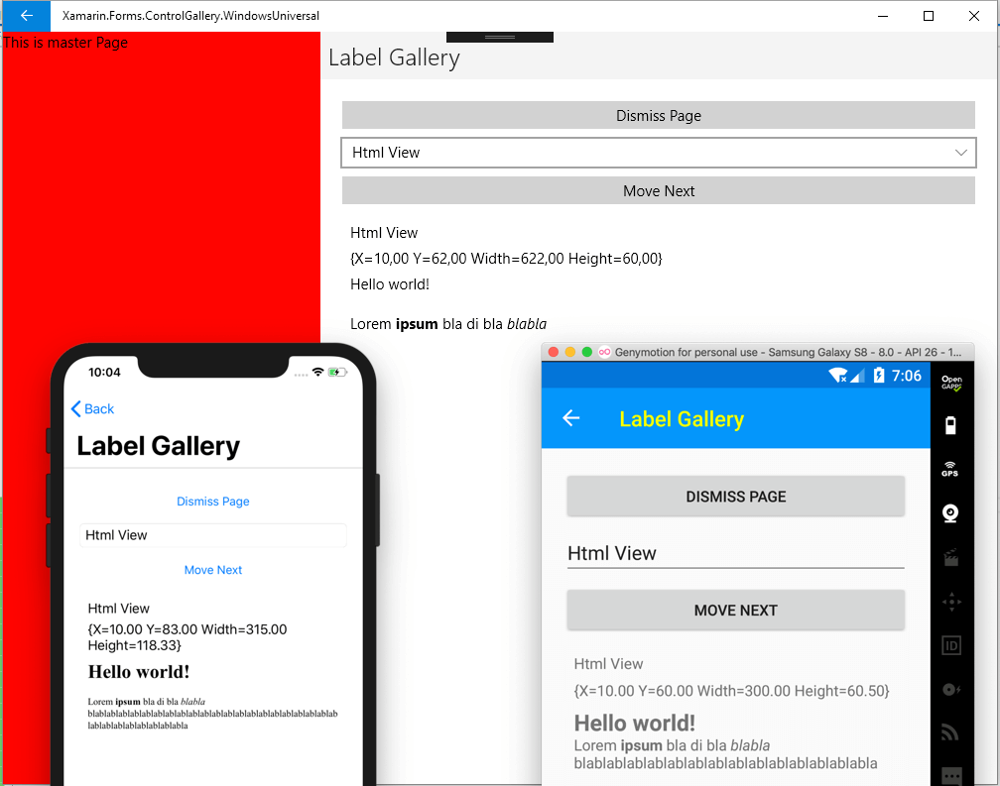 Xamarin.Forms.ControlGallery.WindowsUniversal
This is master Page
Label Gallery
Dismiss Page
Html View
Move Next
Html View
{X=10,00 Y=62,00 Width=622,00 Height=60,00}
Hello world!
Lorem ipsum bla di bla blabla
10:04
Back
Label Gallery
Dismiss Page
Html View
Move Next
Html View
{X=10.00 Y=83.00 Width=315.00
Height=118.33}
Hello world!
Lorem ipsum bla di bla blabla
blablablablablablablablablablablablablablablablablablablablab
lablablablablablablabla
Genymotion for personal use - Samsung Galaxy S8 - 8.0 - API 26 - 1...
7:06
Label Gallery
DISMISS PAGE
Html View
MOVE NEXT
Html View
{X=10.00 Y=60.00 Width=300.00 Height=60.50}
Hello world!
Lorem ipsum bla di bla blabla
blablablablablablablablablablablablablabla
Open
GAPPS
GPS
ID